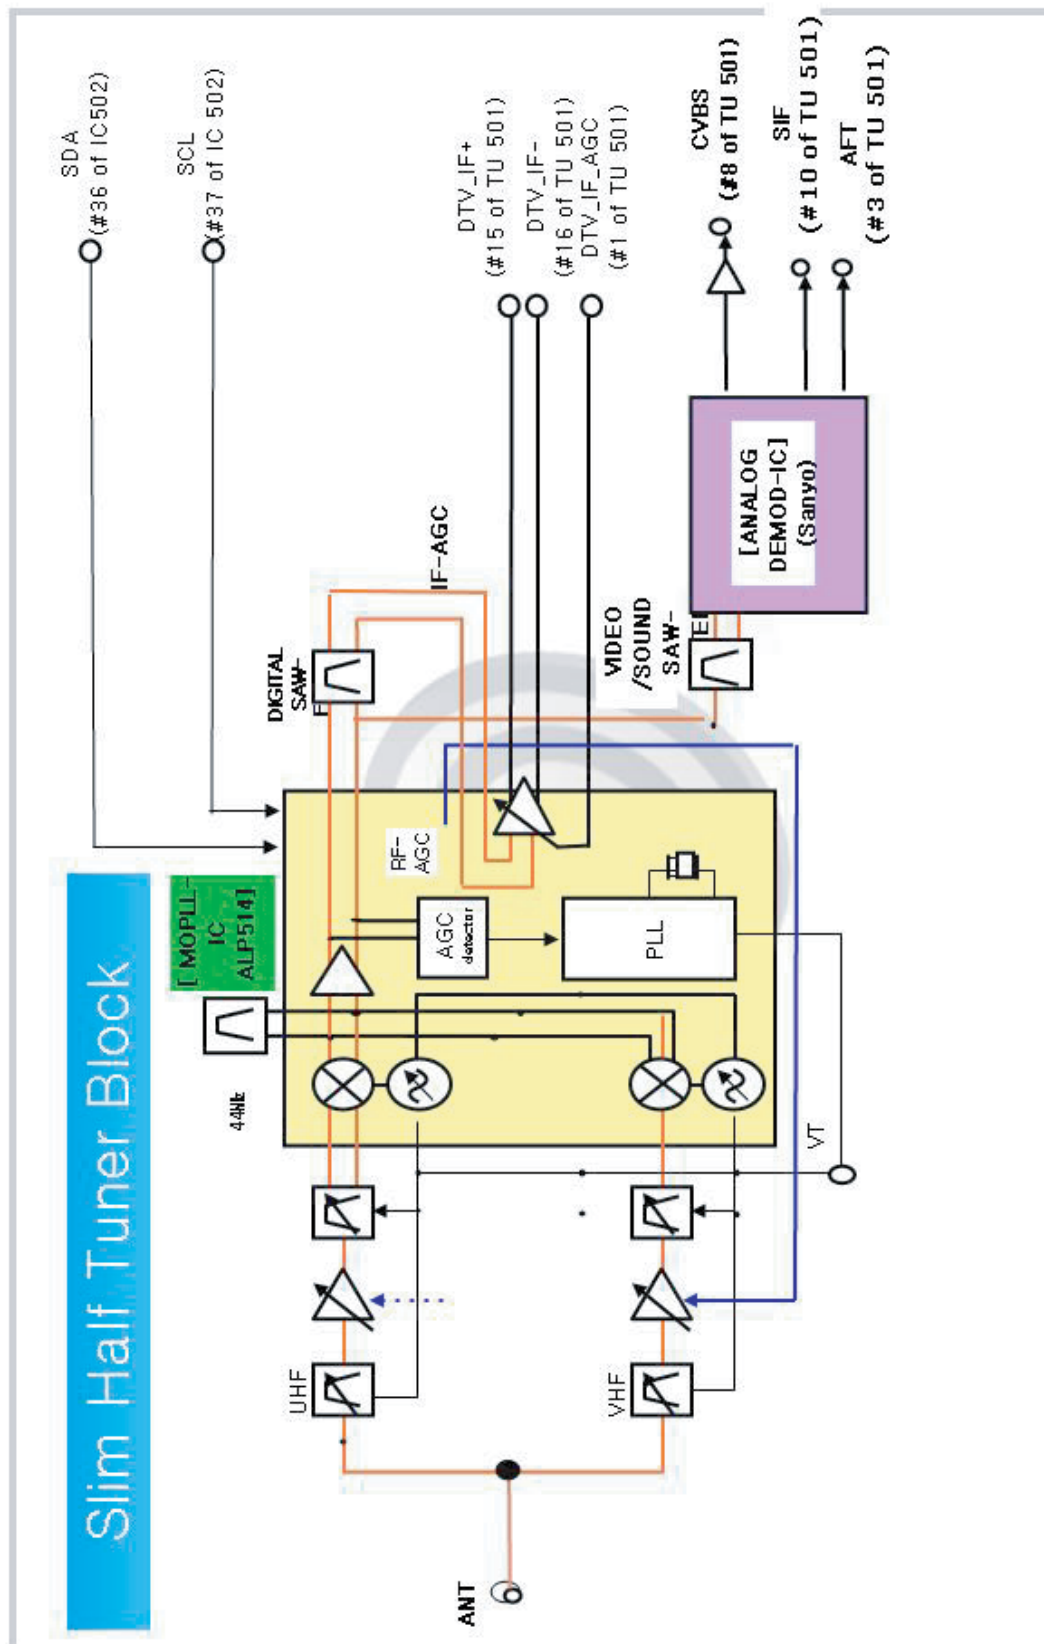 Slim Half Tuner Block
SDA
(#36 of IC502)
SCL
(#37 of IC 502)
[ MOPLL-
IC
ALP514]
44MHz
DIGITAL
SAW-
F
IF-AGC
DTV_IF+
(#15 of TU 501)
DTV_IF-
(#16 of TU 501)
DTV_IF_AGC
(#1 of TU 501)
RF-
AGC
AGC
detector
PLL
UHF
VHF
VT
ANT
VIDEO
/SOUND
SAW-
[ANALOG
DEMOD-IC]
(Sanyo)
CVBS
(#8 of TU 501)
SIF
(#10 of TU 501)
AFT
(#3 of TU 501)